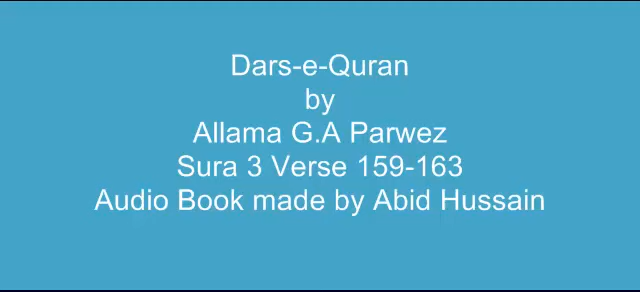 Dars-e-Quran
by
Allama G.A Parwez
Sura 3 Verse 159-163
Audio Book made by Abid Hussain